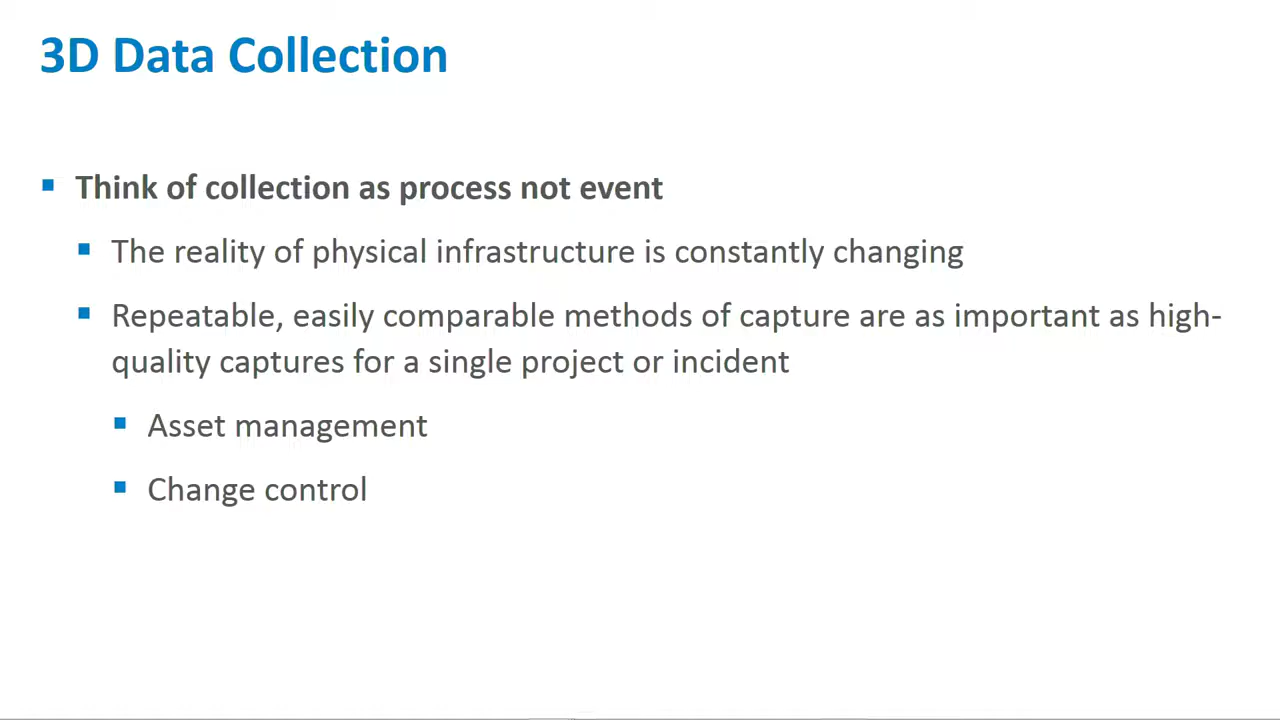 3D Data Collection
Think of collection as process not event
The reality of physical infrastructure is constantly changing
Repeatable, easily comparable methods of capture are as important as high-
quality captures for a single project or incident
Asset management
Change control